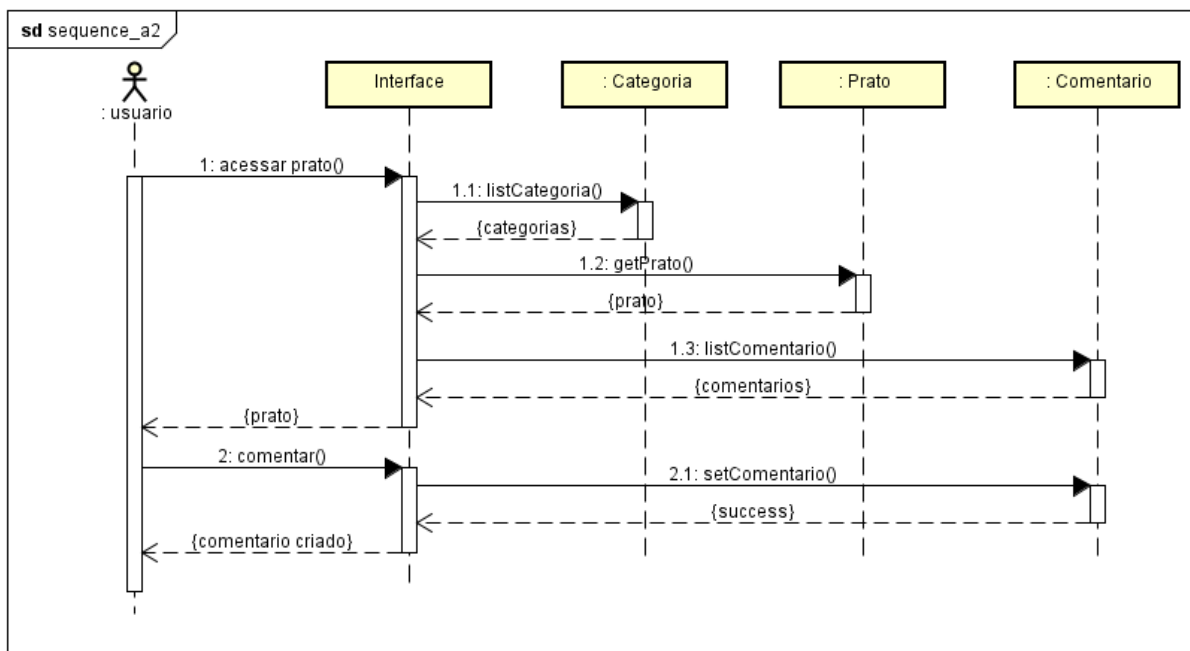 sd sequence_a2
: usuario
Interface
: Categoria
: Prato
: Comentario
1: acessar prato()
1.1: listCategoria()
{categorias}
1.2: getPrato()
{prato}
1.3: listComentario()
{comentarios}
{prato}
2: comentar()
2.1: setComentario()
{success}
{comentario criado}